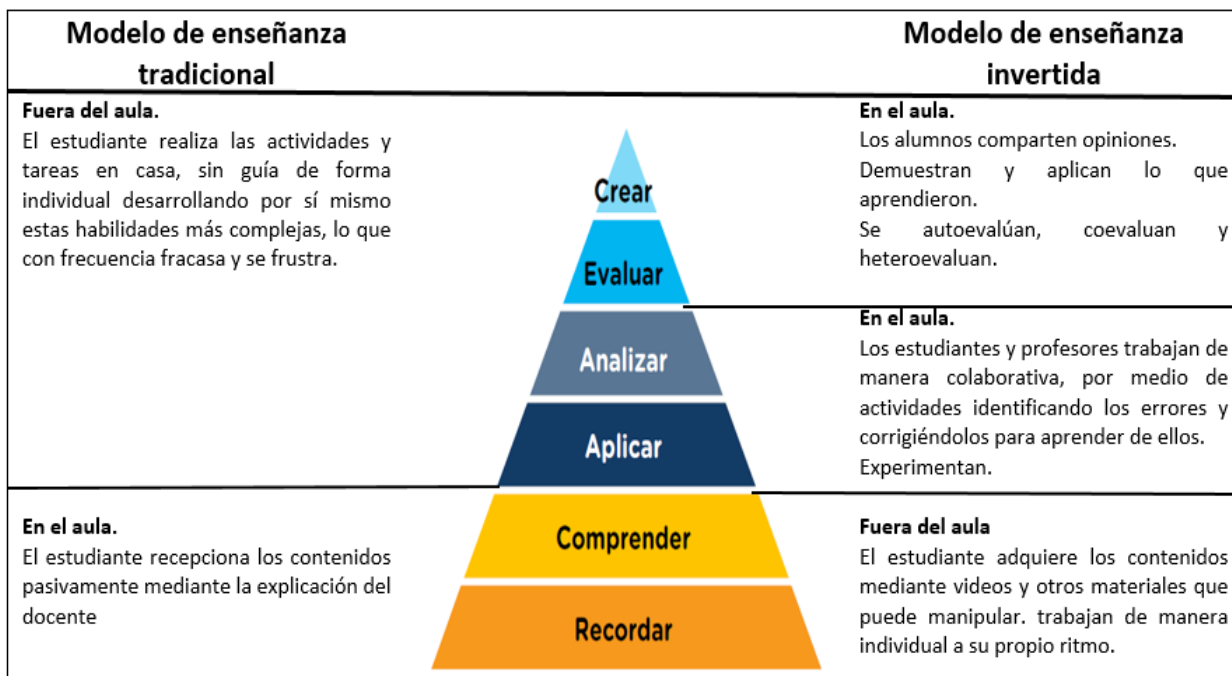 Modelo de enseñanza
tradicional
Fuera del aula.
El estudiante realiza las actividades y
tareas en casa, sin guía de forma
individual desarrollando por sí mismo
estas habilidades más complejas, lo que
con frecuencia fracasa y se frustra.
En el aula.
El estudiante recepciona los contenidos
pasivamente mediante la explicación del
docente
Crear
Evaluar
Analizar
Aplicar
Comprender
Recordar
Modelo de enseñanza
invertida
En el aula.
Los alumnos comparten opiniones.
Demuestran y aplican lo que
aprendieron.
Se autoevalúan, coevaluan y
heteroevaluan.
En el aula.
Los estudiantes y profesores trabajan de
manera colaborativa, por medio de
actividades identificando los errores y
corrigiéndolos para aprender de ellos.
Experimentan.
Fuera del aula
El estudiante adquiere los contenidos
mediante videos y otros materiales que
puede manipular. trabajan de manera
individual a su propio ritmo.